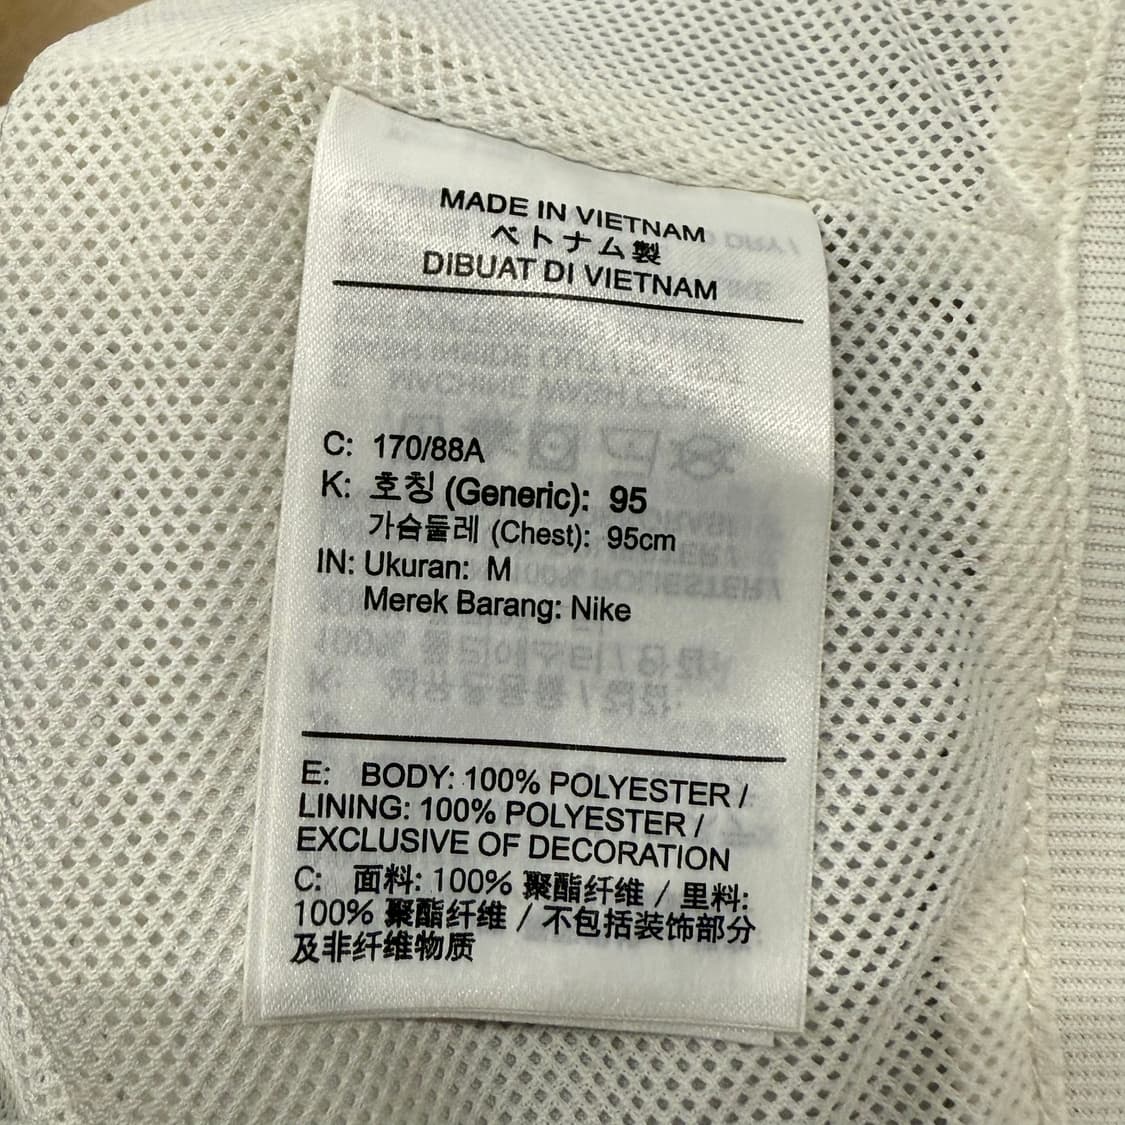 MADE IN VIETNAM
ベトナム製
DIBUAT DI VIETNAM
C: 170/88A
K: 호칭 (Generic): 95
가슴둘레 (Chest): 95cm
IN: Ukuran: M
Merek Barang: Nike
E: BODY: 100% POLYESTER /
LINING: 100% POLYESTER /
EXCLUSIVE OF DECORATION
C: 面料: 100% 聚酯纤维 / 里料:
100% 聚酯纤维 / 不包括装饰部分
及非纤维物质